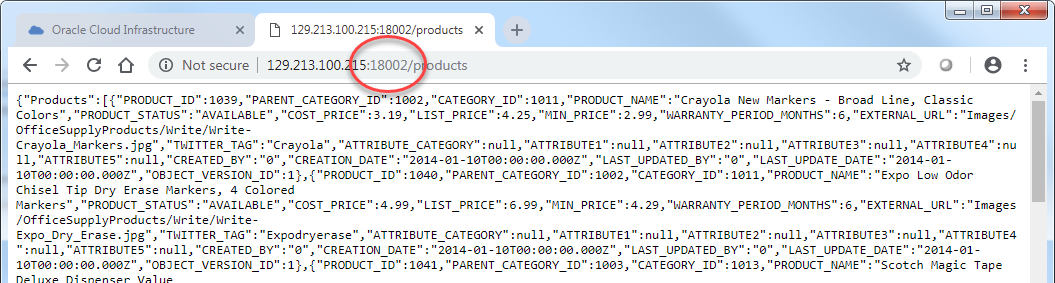 Oracle Cloud Infrastructure
129.213.100.215:18002/products
Not secure
129.213.100.215:18002/products
{"Products":[{"PRODUCT_ID":1039,"PARENT_CATEGORY_ID":1002,"CATEGORY_ID":1011,"PRODUCT_NAME":"Crayola New Markers - Broad Line, Classic
Colors","PRODUCT_STATUS":"AVAILABLE","COST_PRICE":3.19,"LIST_PRICE":4.25,"MIN_PRICE":2.99,"WARRANTY_PERIOD_MONTHS":6,"EXTERNAL_URL":"Images/
OfficeSupplyProducts/Write/Write-
Crayola_Markers.jpg","TWITTER_TAG":"Crayola","ATTRIBUTE_CATEGORY":null,"ATTRIBUTE1":null,"ATTRIBUTE2":null,"ATTRIBUTE3":null,"ATTRIBUTE4":nu
ll,"ATTRIBUTE5":null,"CREATED_BY":"0","CREATION_DATE":"2014-01-10T00:00:00.000Z","LAST_UPDATED_BY":"0","LAST_UPDATE_DATE":"2014-01-
10T00:00:00.000Z","OBJECT_VERSION_ID":1},{"PRODUCT_ID":1040,"PARENT_CATEGORY_ID":1002,"CATEGORY_ID":1011,"PRODUCT_NAME":"Expo Low Odor
Chisel Tip Dry Erase Markers, 4 Colored
Markers","PRODUCT_STATUS":"AVAILABLE","COST_PRICE":4.99,"LIST_PRICE":6.99,"MIN_PRICE":4.29,"WARRANTY_PERIOD_MONTHS":6,"EXTERNAL_URL":"Images
/OfficeSupplyProducts/Write/Write-
Expo_Dry_Erase.jpg","TWITTER_TAG":"Expodryerase","ATTRIBUTE_CATEGORY":null,"ATTRIBUTE1":null,"ATTRIBUTE2":null,"ATTRIBUTE3":null,"ATTRIBUTE4
":null,"ATTRIBUTE5":null,"CREATED_BY":"0","CREATION_DATE":"2014-01-10T00:00:00.000Z","LAST_UPDATED_BY":"0","LAST_UPDATE_DATE":"2014-01-
10T00:00:00.000Z","OBJECT_VERSION_ID":1},{"PRODUCT_ID":1041,"PARENT_CATEGORY_ID":1003,"CATEGORY_ID":1013,"PRODUCT_NAME":"Scotch Magic Tape
Deluxe Dispenser Value